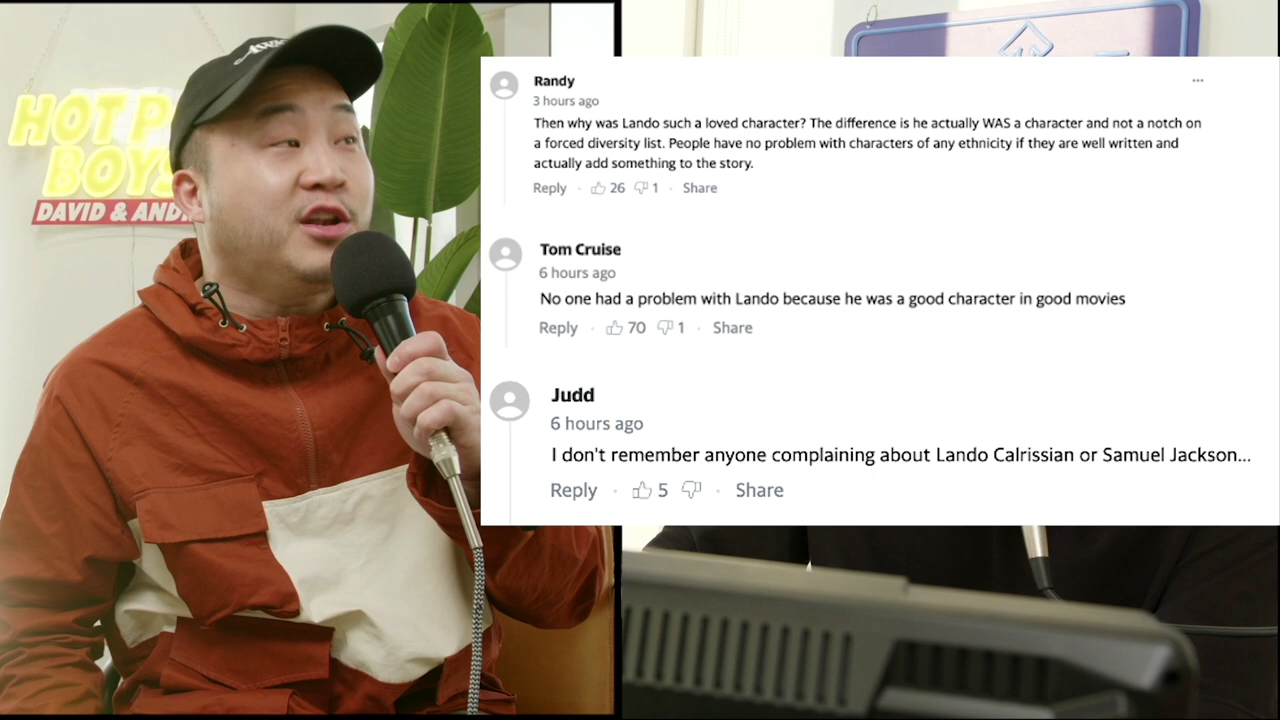 HOT P
BOYS
DAVID & AND
Randy
3 hours ago
Then why was Lando such a loved character? The difference is he actually WAS a character and not a notch on
a forced diversity list. People have no problem with characters of any ethnicity if they are well written and
actually add something to the story.
Reply · 26 1 · Share
Tom Cruise
6 hours ago
No one had a problem with Lando because he was a good character in good movies
Reply · 70 1 · Share
Judd
6 hours ago
I don't remember anyone complaining about Lando Calrissian or Samuel Jackson...
Reply · 5 · Share